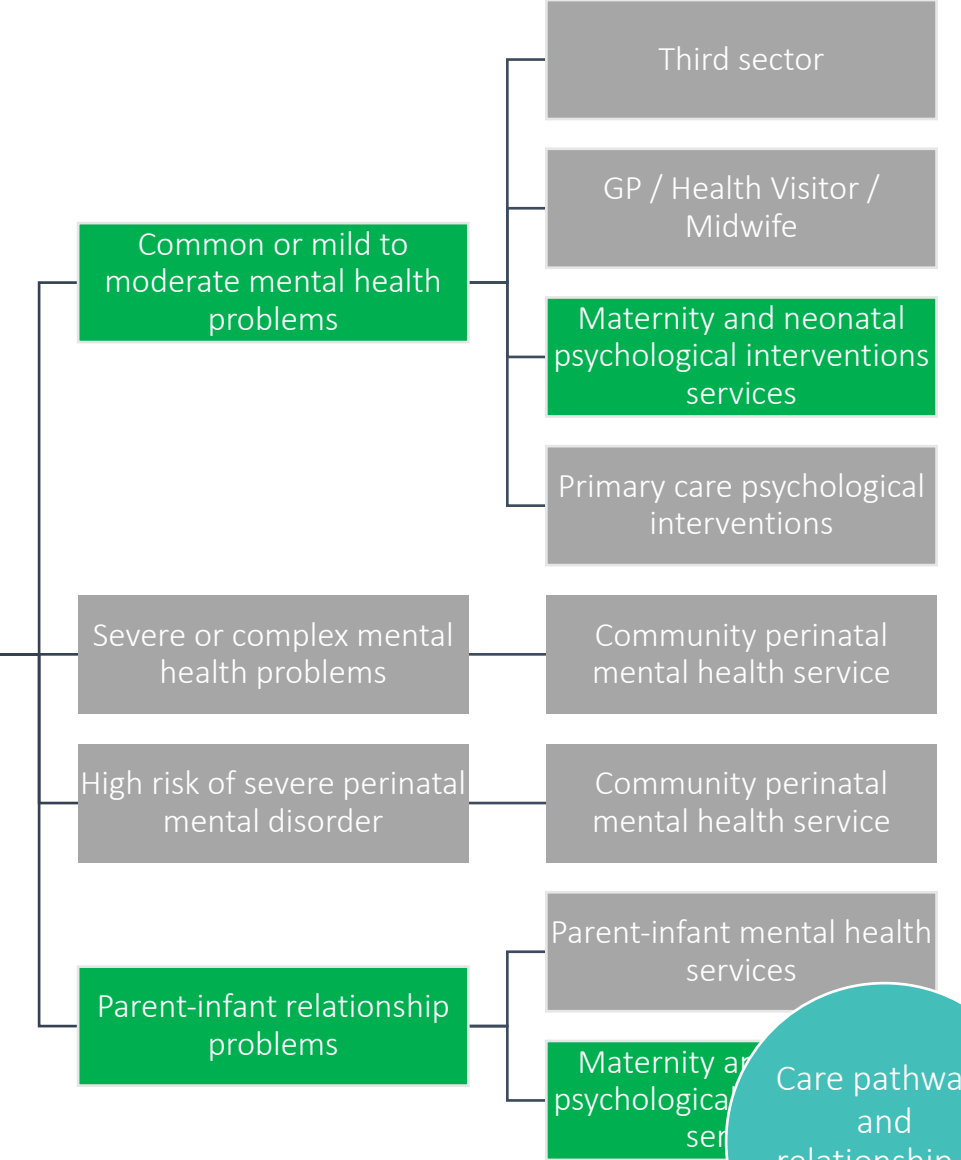 Third sector
GP / Health Visitor /
Midwife
Common or mild to
moderate mental health
problems
Maternity and neonatal
psychological interventions
services
Primary care psychological
interventions
Severe or complex mental
health problems
Community perinatal
mental health service
High risk of severe perinatal
mental disorder
Community perinatal
mental health service
Parent-infant mental health
services
Parent-infant relationship
problems
Maternity
psychological
Care
and